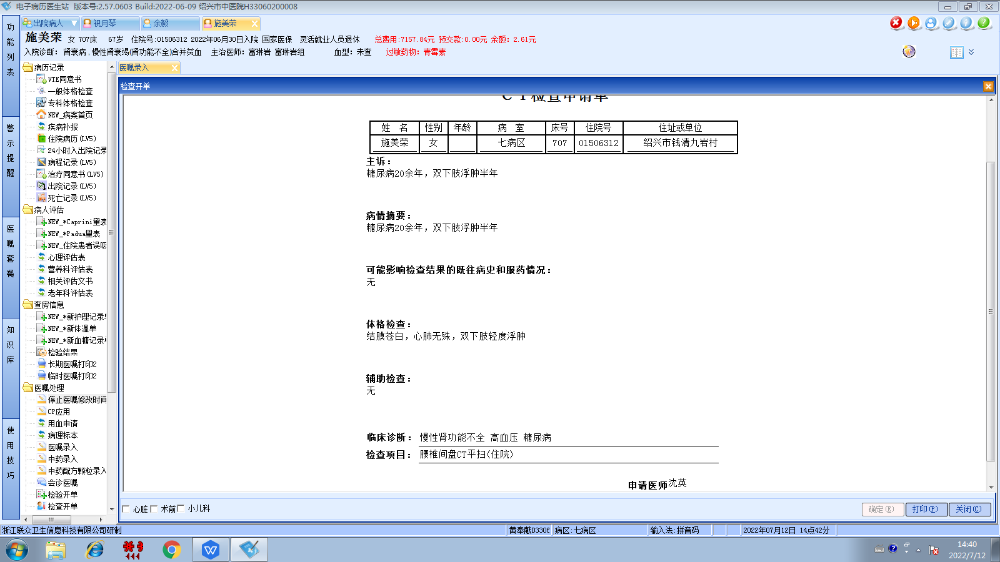 电子病历医生站 版本号:2.57.0603 Build:2022-06-09 绍兴市中医院H33060200008
出院病人
祝月琴
余毅
施美荣
施美荣 女 707床 67岁 住院号:01506312 2022年06月30日入院 国家医保 灵活就业人员退休 总费用:7157.84元 预交款:0.00元 余额: 2.61元
入院诊断: 肾衰病,慢性肾衰竭(肾功能不全)合并贫血 主治医师: 富琳岩 富琳岩组 血型: 未查 过敏药物: 青霉素
功能列表
警示提醒
医嘱套餐
知识库
使用技巧
病历记录
VTE同意书
一般体格检查
专科体格检查
NEW_病案首页
疾病补报
住院病历(LV5)
24小时入出院记录
病程记录(LV5)
治疗同意书(LV5)
出院记录(LV5)
死亡记录(LV5)
病人评估
NEW_*Caprini量表
NEW_*Padua量表
NEW_住院患者误吸
心理评估表
营养科评估表
相关评估文书
老年科评估表
查房信息
NEW_*新护理记录单
NEW_*新体温单
NEW_*新血糖记录单
检验结果
长期医嘱打印2
临时医嘱打印2
医嘱处理
停止医嘱修改时间
CP应用
用血申请
病理标本
医嘱录入
中药录入
中药配方颗粒录入
会诊医嘱
检验开单
检查开单
医嘱录入
检查开单
CT检查申请单
姓 名 性别 年龄 病 室 床号 住院号 住址或单位
施美荣 女 七病区 707 01506312 绍兴市钱清九岩村
主诉:
糖尿病20余年, 双下肢浮肿半年
病情摘要:
糖尿病20余年, 双下肢浮肿半年
可能影响检查结果的既往病史和服药情况:
无
体格检查:
结膜苍白, 心肺无殊, 双下肢轻度浮肿
辅助检查:
无
临床诊断: 慢性肾功能不全 高血压 糖尿病
检查项目: 腰椎间盘CT平扫(住院)
申请医师 沈英
心脏 术前 小儿科
确定(E) 打印(P) 关闭(C)
浙江联众卫生信息科技有限公司研制 黄奉献D3306 病区:七病区 输入法:拼音码 2022年07月12日 14点42分
14:40
2022/7/12